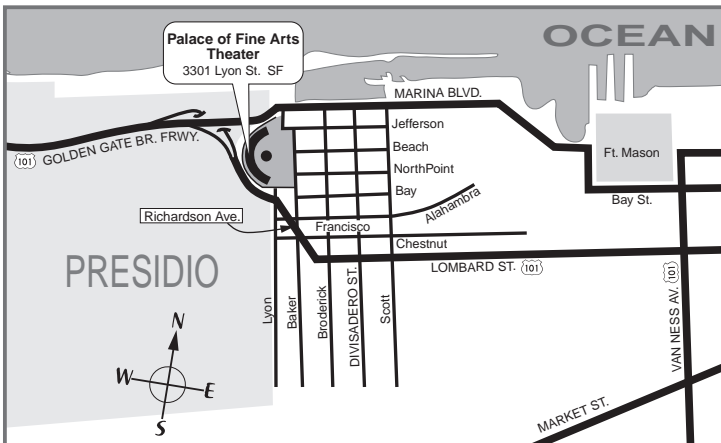 Palace of Fine Arts
Theater
3301 Lyon St. SF
OCEAN
MARINA BLVD.
Jefferson
Beach
NorthPoint
Bay
Alahambra
Ft. Mason
Bay St.
101 GOLDEN GATE BR. FRWY.
Richardson Ave.
Francisco
Chestnut
LOMBARD ST. 101
PRESIDIO
Lyon
Baker
Broderick
DIVISADERO ST.
Scott
VAN NESS AV. 101
MARKET ST.
N
W
E
S